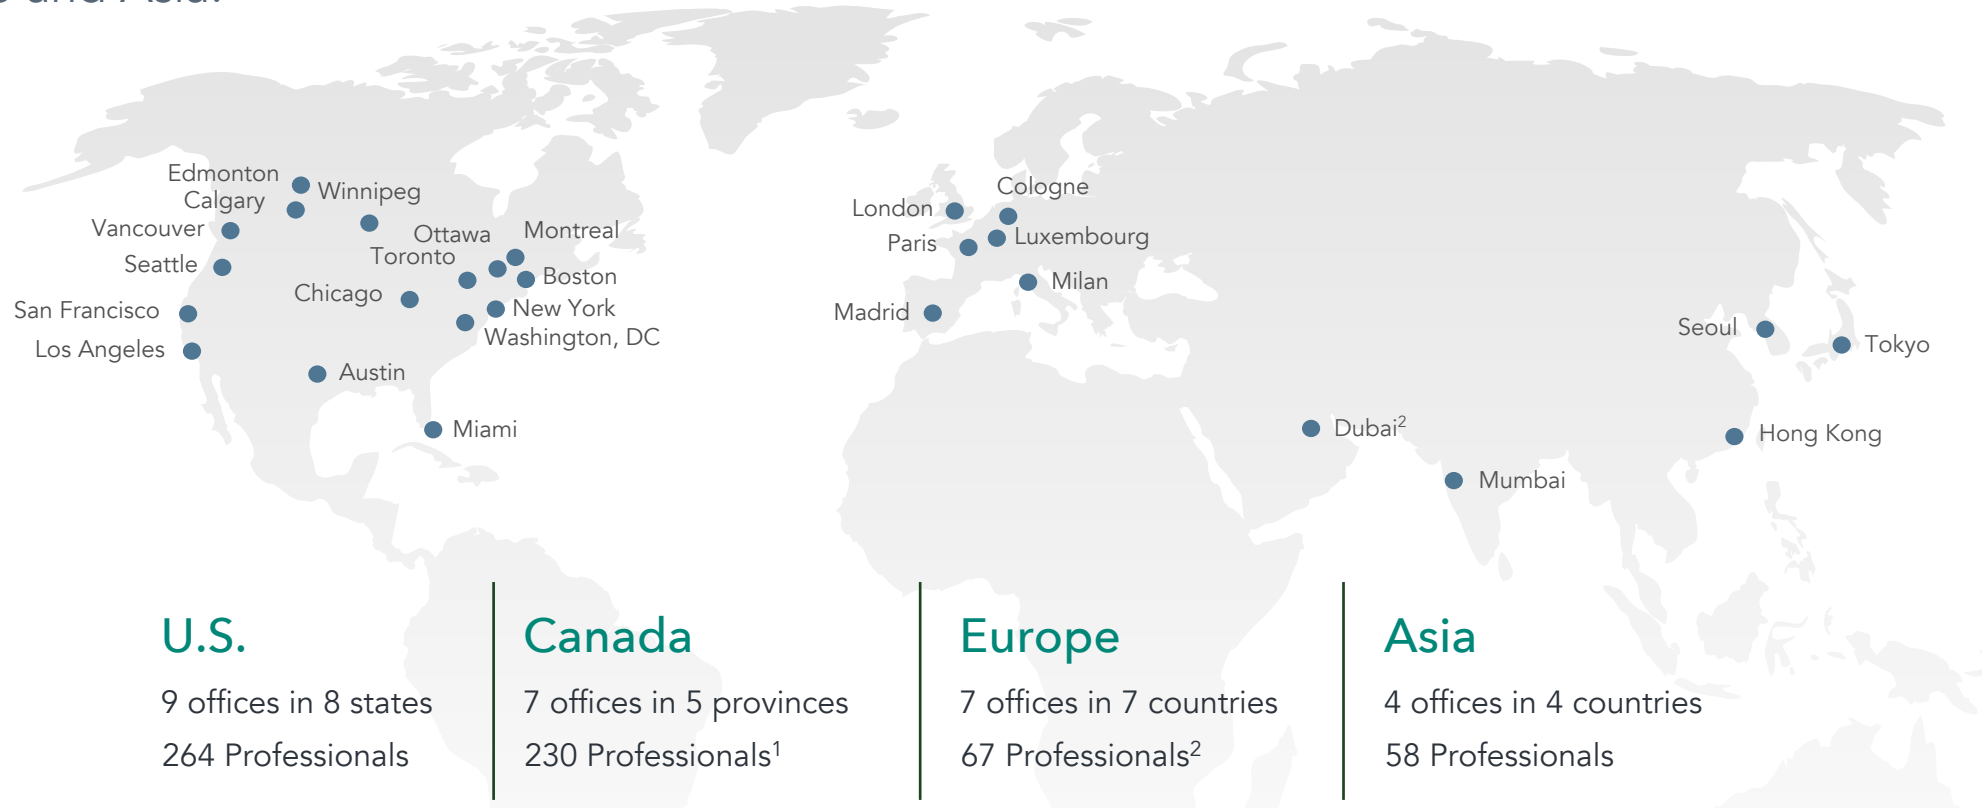 and Asia.
Edmonton
Calgary
Winnipeg
Vancouver
Seattle
San Francisco
Los Angeles
Ottawa
Toronto
Montreal
Boston
Chicago
New York
Washington, DC
Austin
Miami
London
Cologne
Paris
Luxembourg
Milan
Madrid
Dubai²
Mumbai
Seoul
Tokyo
Hong Kong
U.S.
9 offices in 8 states
264 Professionals
Canada
7 offices in 5 provinces
230 Professionals¹
Europe
7 offices in 7 countries
67 Professionals²
Asia
4 offices in 4 countries
58 Professionals